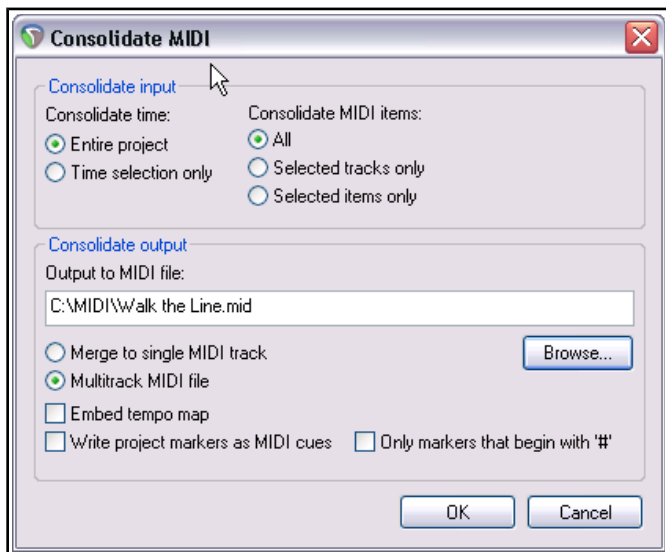 Consolidate MIDI
Consolidate input
Consolidate time:
Entire project
Time selection only
Consolidate MIDI items:
All
Selected tracks only
Selected items only
Consolidate output
Output to MIDI file:
C:\MIDI\Walk the Line.mid
Merge to single MIDI track
Browse...
Multitrack MIDI file
Embed tempo map
Write project markers as MIDI cues Only markers that begin with '#'
OK Cancel